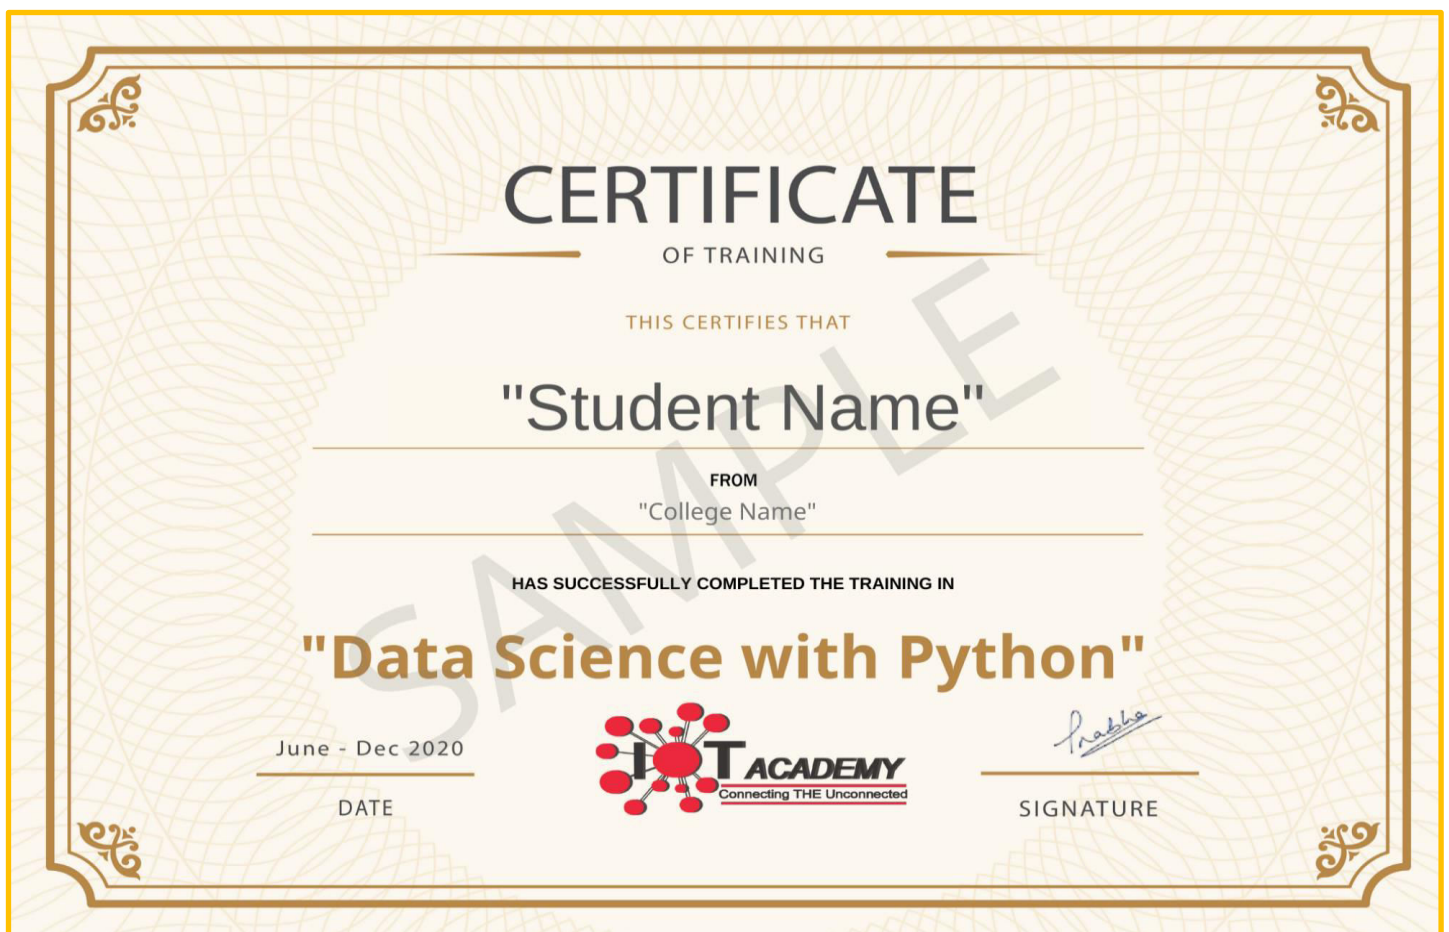 CERTIFICATE
OF TRAINING
THIS CERTIFIES THAT
"Student Name"
FROM
"College Name"
HAS SUCCESSFULLY COMPLETED THE TRAINING IN
"Data Science with Python"
SAMPLE
June - Dec 2020
DATE
IOT ACADEMY
Connecting THE Unconnected
Prabha
SIGNATURE